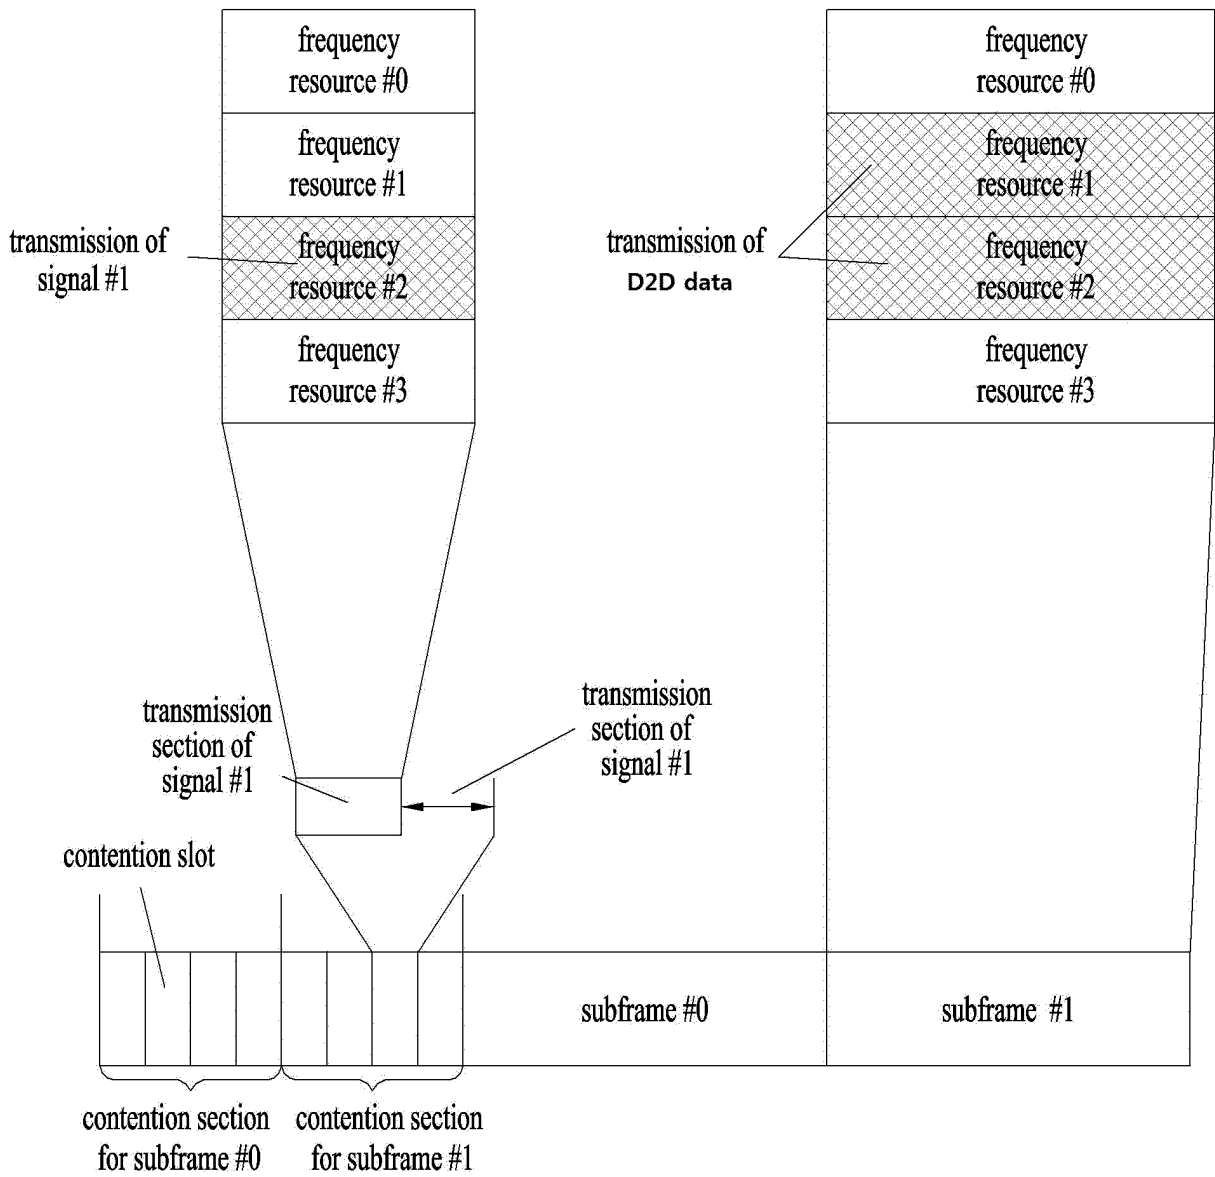 frequency
resource #0
frequency
resource #1
frequency
resource #2
frequency
resource #3
transmission of
signal #1
frequency
resource #0
frequency
resource #1
frequency
resource #2
frequency
resource #3
transmission of
D2D data
transmission
section of
signal #1
transmission
section of
signal #1
contention slot
subframe #0
subframe #1
contention section
for subframe #0
contention section
for subframe #1